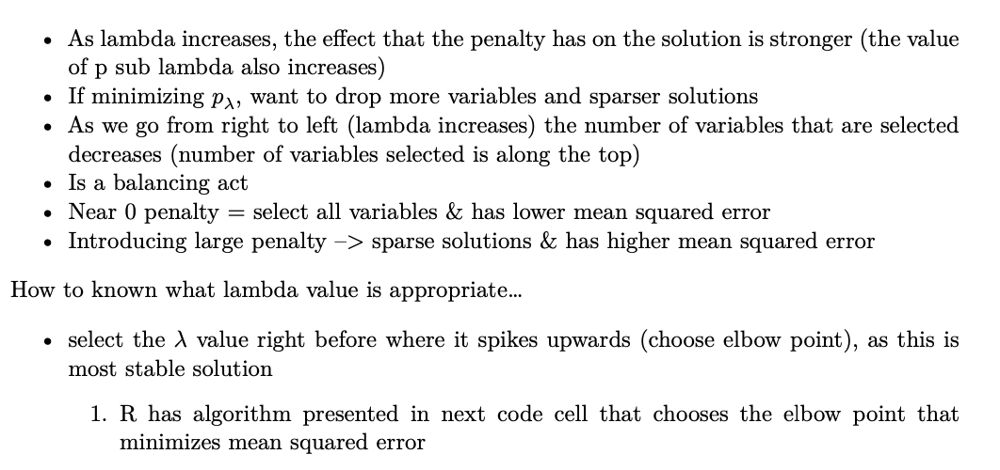 • As lambda increases, the effect that the penalty has on the solution is stronger (the value
of p sub lambda also increases)
• If minimizing pλ, want to drop more variables and sparser solutions
• As we go from right to left (lambda increases) the number of variables that are selected
decreases (number of variables selected is along the top)
• Is a balancing act
• Near 0 penalty = select all variables & has lower mean squared error
• Introducing large penalty –> sparse solutions & has higher mean squared error
How to known what lambda value is appropriate…
• select the λ value right before where it spikes upwards (choose elbow point), as this is
most stable solution
1. R has algorithm presented in next code cell that chooses the elbow point that
minimizes mean squared error